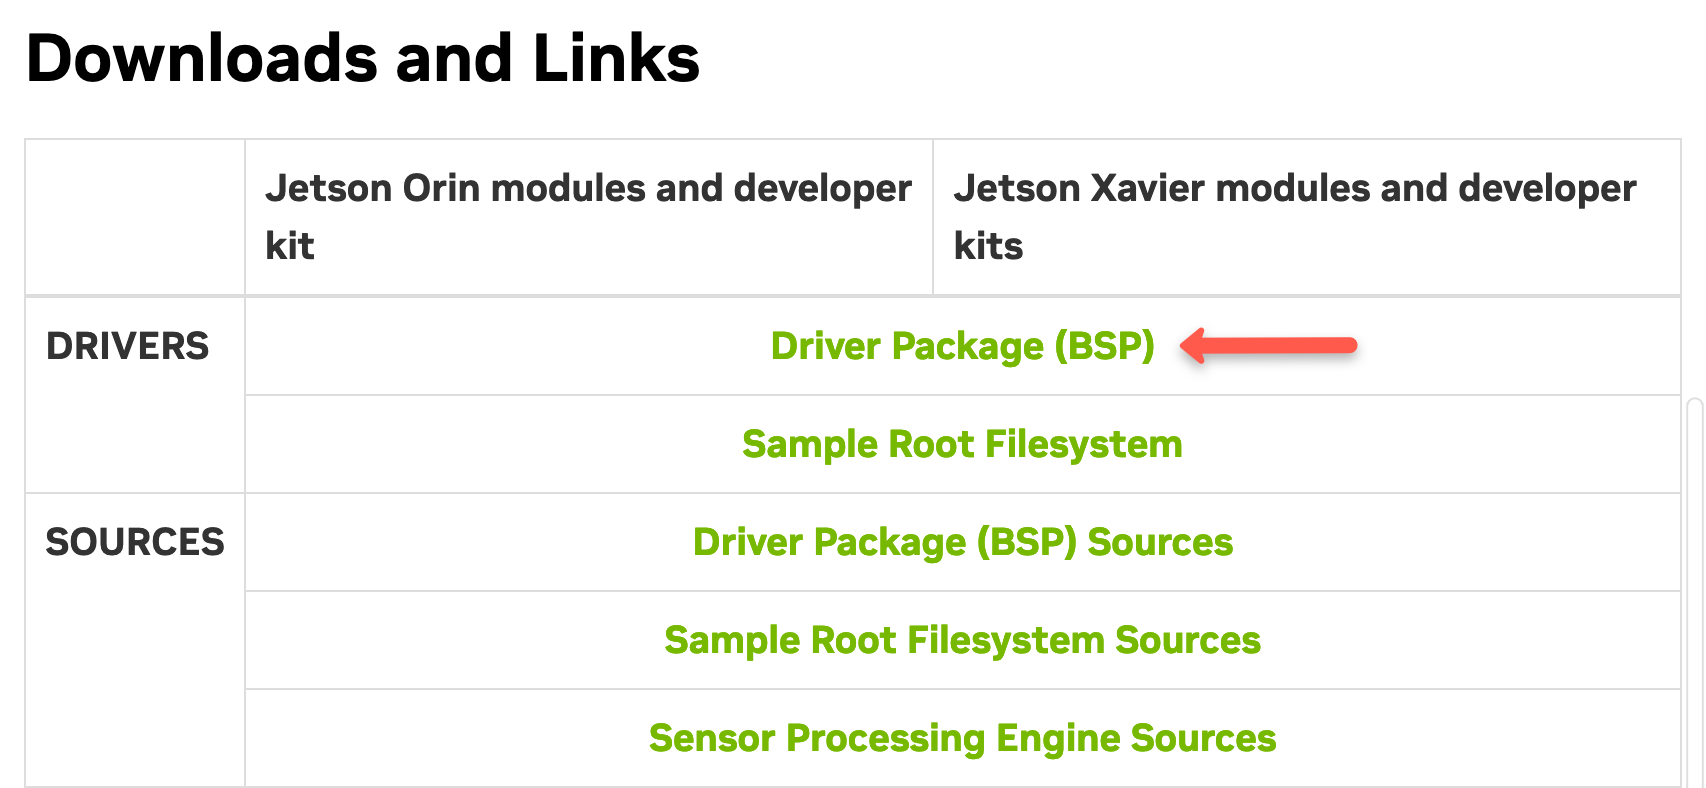 Downloads and Links
Jetson Orin modules and developer
kit
Jetson Xavier modules and developer
kits
DRIVERS
Driver Package (BSP)
Sample Root Filesystem
SOURCES
Driver Package (BSP) Sources
Sample Root Filesystem Sources
Sensor Processing Engine Sources